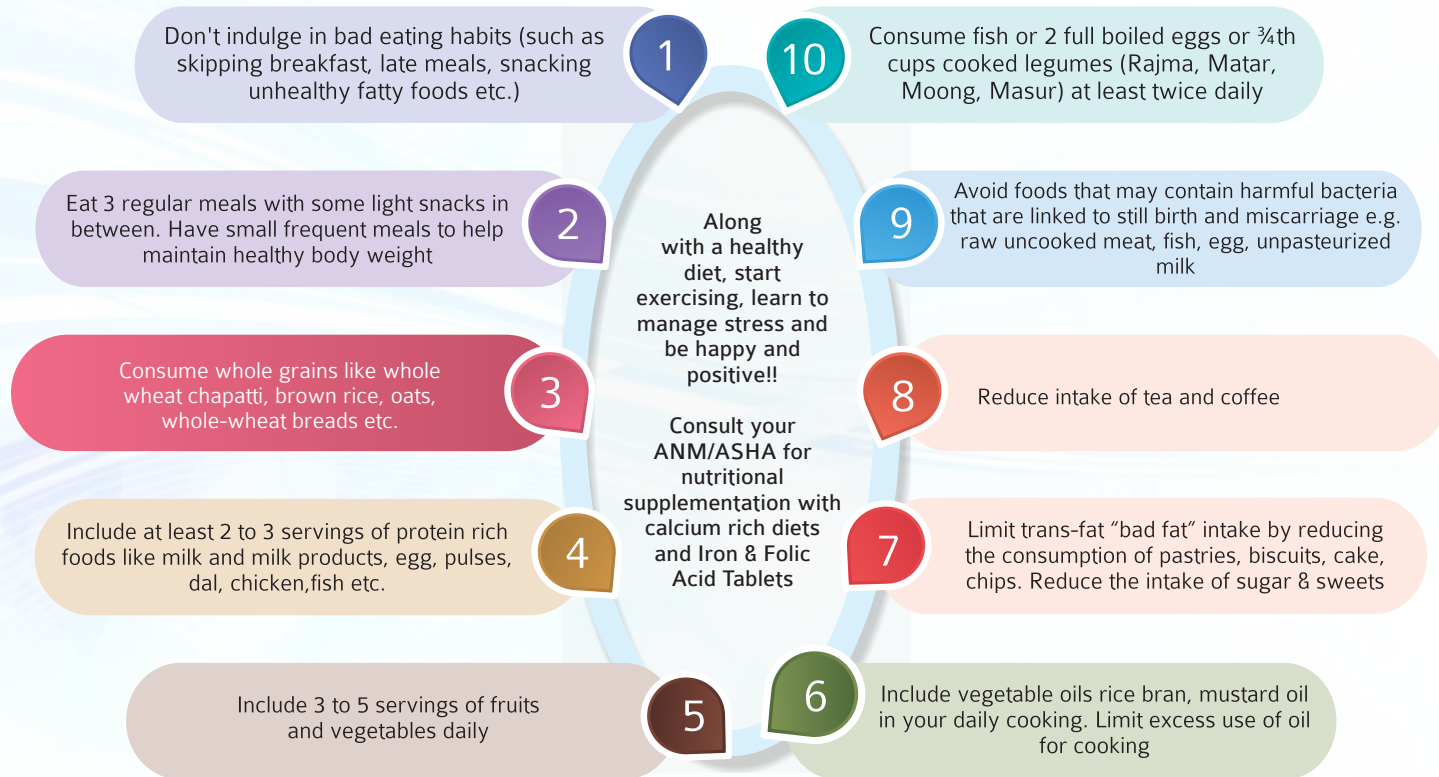 1
Don't indulge in bad eating habits (such as
skipping breakfast, late meals, snacking
unhealthy fatty foods etc.)
2
Eat 3 regular meals with some light snacks in
between. Have small frequent meals to help
maintain healthy body weight
3
Consume whole grains like whole
wheat chapatti, brown rice, oats,
whole-wheat breads etc.
4
Include at least 2 to 3 servings of protein rich
foods like milk and milk products, egg, pulses,
dal, chicken,fish etc.
5
Include 3 to 5 servings of fruits
and vegetables daily
Along
with a healthy
diet, start
exercising, learn to
manage stress and
be happy and
positive!!
Consult your
ANM/ASHA for
nutritional
supplementation with
calcium rich diets
and Iron & Folic
Acid Tablets
6
Include vegetable oils rice bran, mustard oil
in your daily cooking. Limit excess use of oil
for cooking
7
Limit trans-fat “bad fat” intake by reducing
the consumption of pastries, biscuits, cake,
chips. Reduce the intake of sugar & sweets
8
Reduce intake of tea and coffee
9
Avoid foods that may contain harmful bacteria
that are linked to still birth and miscarriage e.g.
raw uncooked meat, fish, egg, unpasteurized
milk
10
Consume fish or 2 full boiled eggs or ¾th
cups cooked legumes (Rajma, Matar,
Moong, Masur) at least twice daily